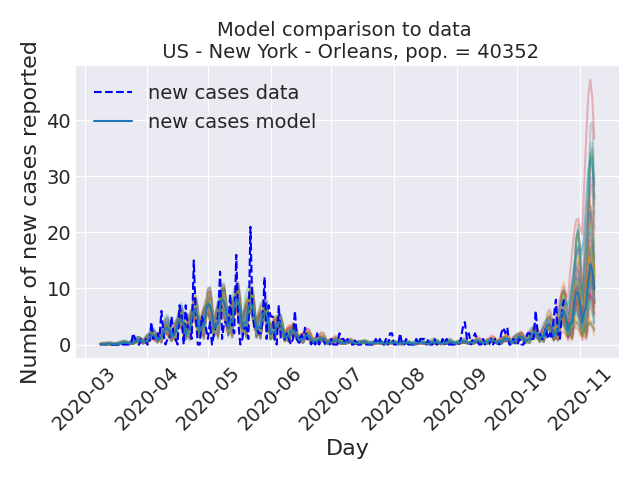 Model comparison to data
US - New York - Orleans, pop. = 40352
Number of new cases reported
new cases data
new cases model
40
30
20
10
0
2020-03
2020-04
2020-05
2020-06
2020-07
2020-08
2020-09
2020-10
2020-11
Day